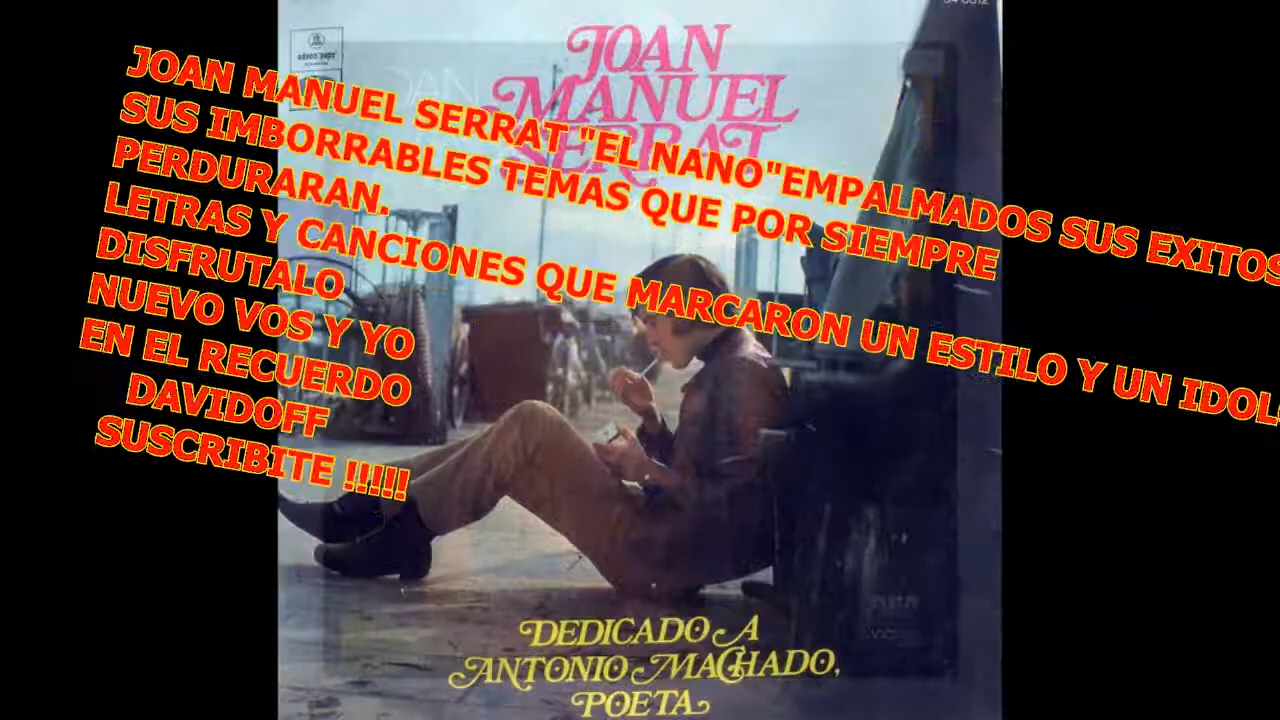 JOAN
MANUEL
SERRAT
JOAN MANUEL SERRAT "EL NANO"EMPALMADOS SUS EXITOS
SUS IMBORRABLES TEMAS QUE POR SIEMPRE
PERDURARAN.
LETRAS Y CANCIONES QUE MARCARON UN ESTILO Y UN IDOL
DISFRUTALO
NUEVO VOS Y YO
EN EL RECUERDO
DAVIDOFF
SUSCRIBITE !!!!!
DEDICADO A
ANTONIO MACHADO,
POETA